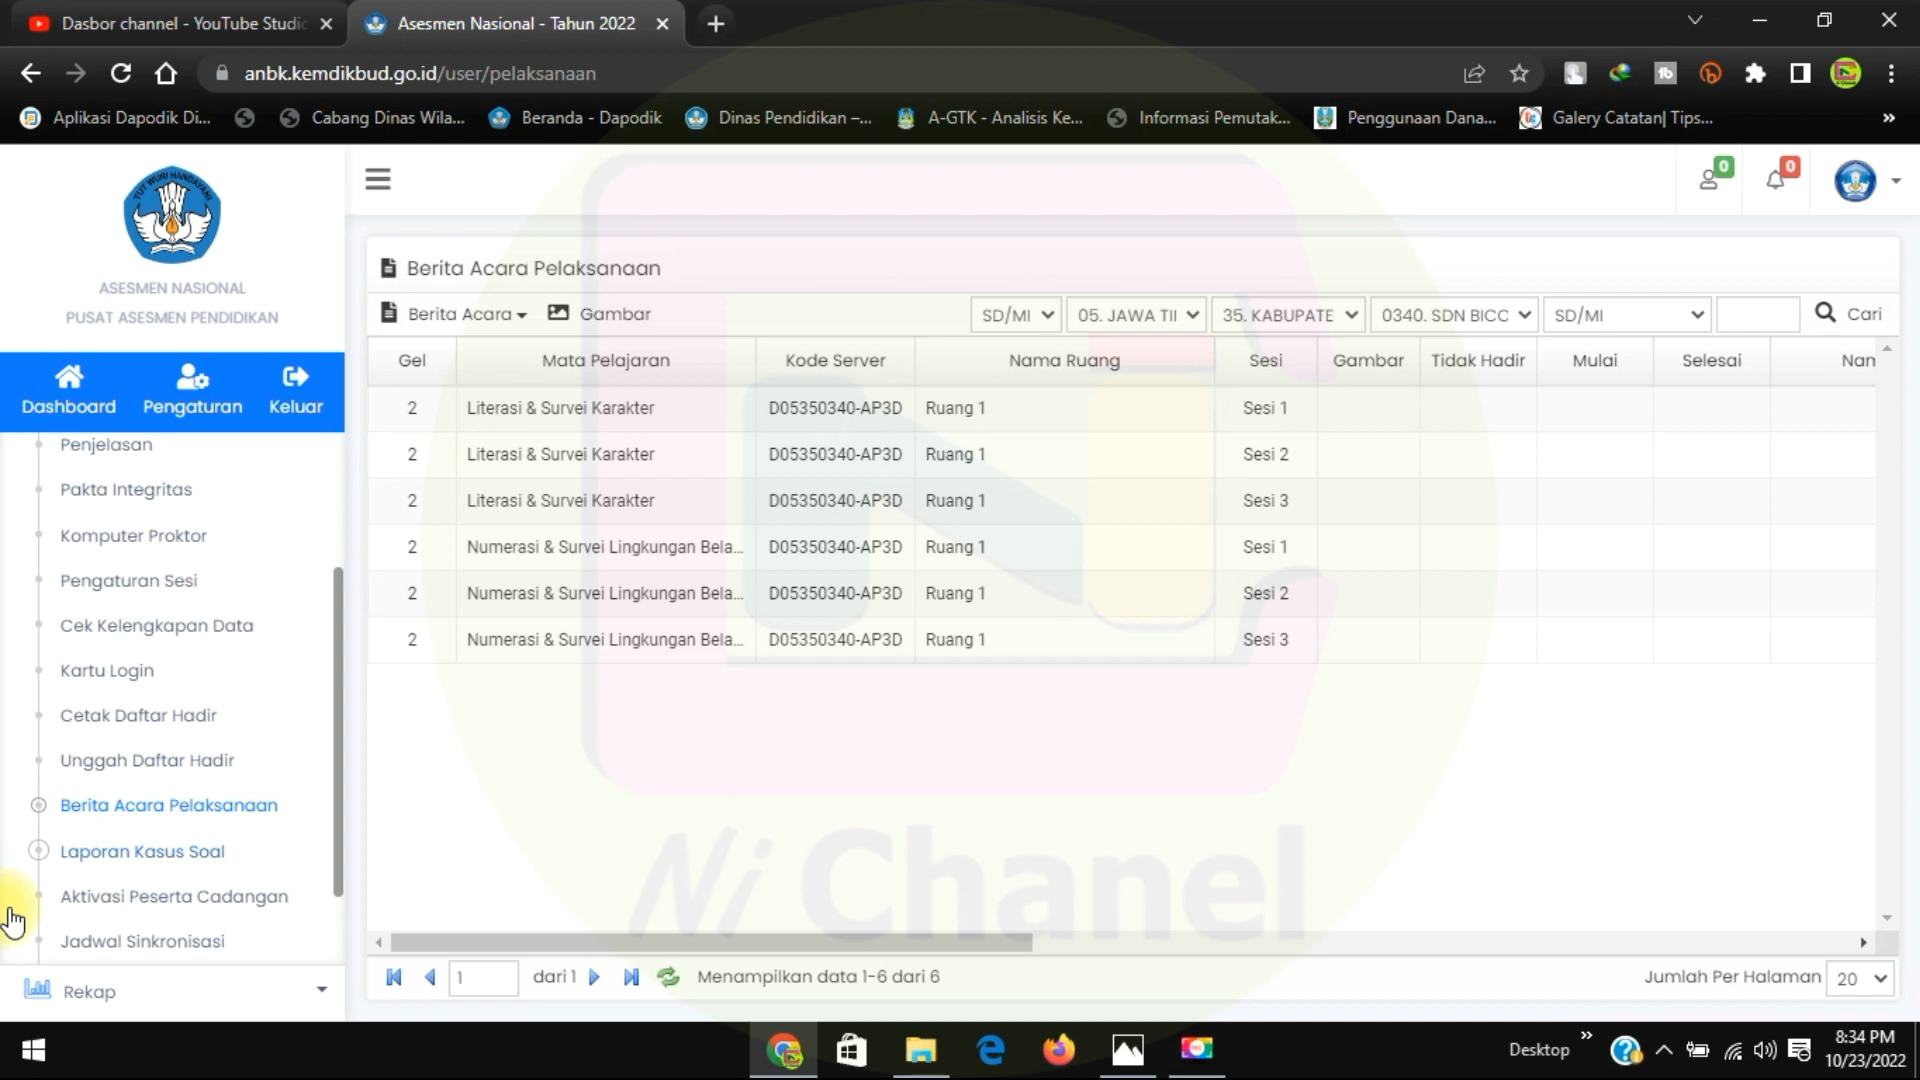 Dasbor channel - YouTube Studio
Asesmen Nasional - Tahun 2022
anbk.kemdikbud.go.id/user/pelaksanaan
Aplikasi Dapodik Di...
Cabang Dinas Wila...
Beranda - Dapodik
Dinas Pendidikan –...
A-GTK - Analisis Ke...
Informasi Pemutak...
Penggunaan Dana...
Galery Catatan| Tips...
TUT WURI HANDAYANI
ASESMEN NASIONAL
PUSAT ASESMEN PENDIDIKAN
0
0
Dashboard
Pengaturan
Keluar
Penjelasan
Pakta Integritas
Komputer Proktor
Pengaturan Sesi
Cek Kelengkapan Data
Kartu Login
Cetak Daftar Hadir
Unggah Daftar Hadir
Berita Acara Pelaksanaan
Laporan Kasus Soal
Aktivasi Peserta Cadangan
Jadwal Sinkronisasi
Rekap
Berita Acara Pelaksanaan
Berita Acara Gambar SD/MI 05. JAWA TII 35. KABUPATE 0340. SDN BICC SD/MI Cari
Gel Mata Pelajaran Kode Server Nama Ruang Sesi Gambar Tidak Hadir Mulai Selesai Nam
2 Literasi & Survei Karakter D05350340-AP3D Ruang 1 Sesi 1
2 Literasi & Survei Karakter D05350340-AP3D Ruang 1 Sesi 2
2 Literasi & Survei Karakter D05350340-AP3D Ruang 1 Sesi 3
2 Numerasi & Survei Lingkungan Bela... D05350340-AP3D Ruang 1 Sesi 1
2 Numerasi & Survei Lingkungan Bela... D05350340-AP3D Ruang 1 Sesi 2
2 Numerasi & Survei Lingkungan Bela... D05350340-AP3D Ruang 1 Sesi 3
Ni Chanel
1 dari 1 Menampilkan data 1-6 dari 6 Jumlah Per Halaman 20
Desktop
8:34 PM
10/23/2022